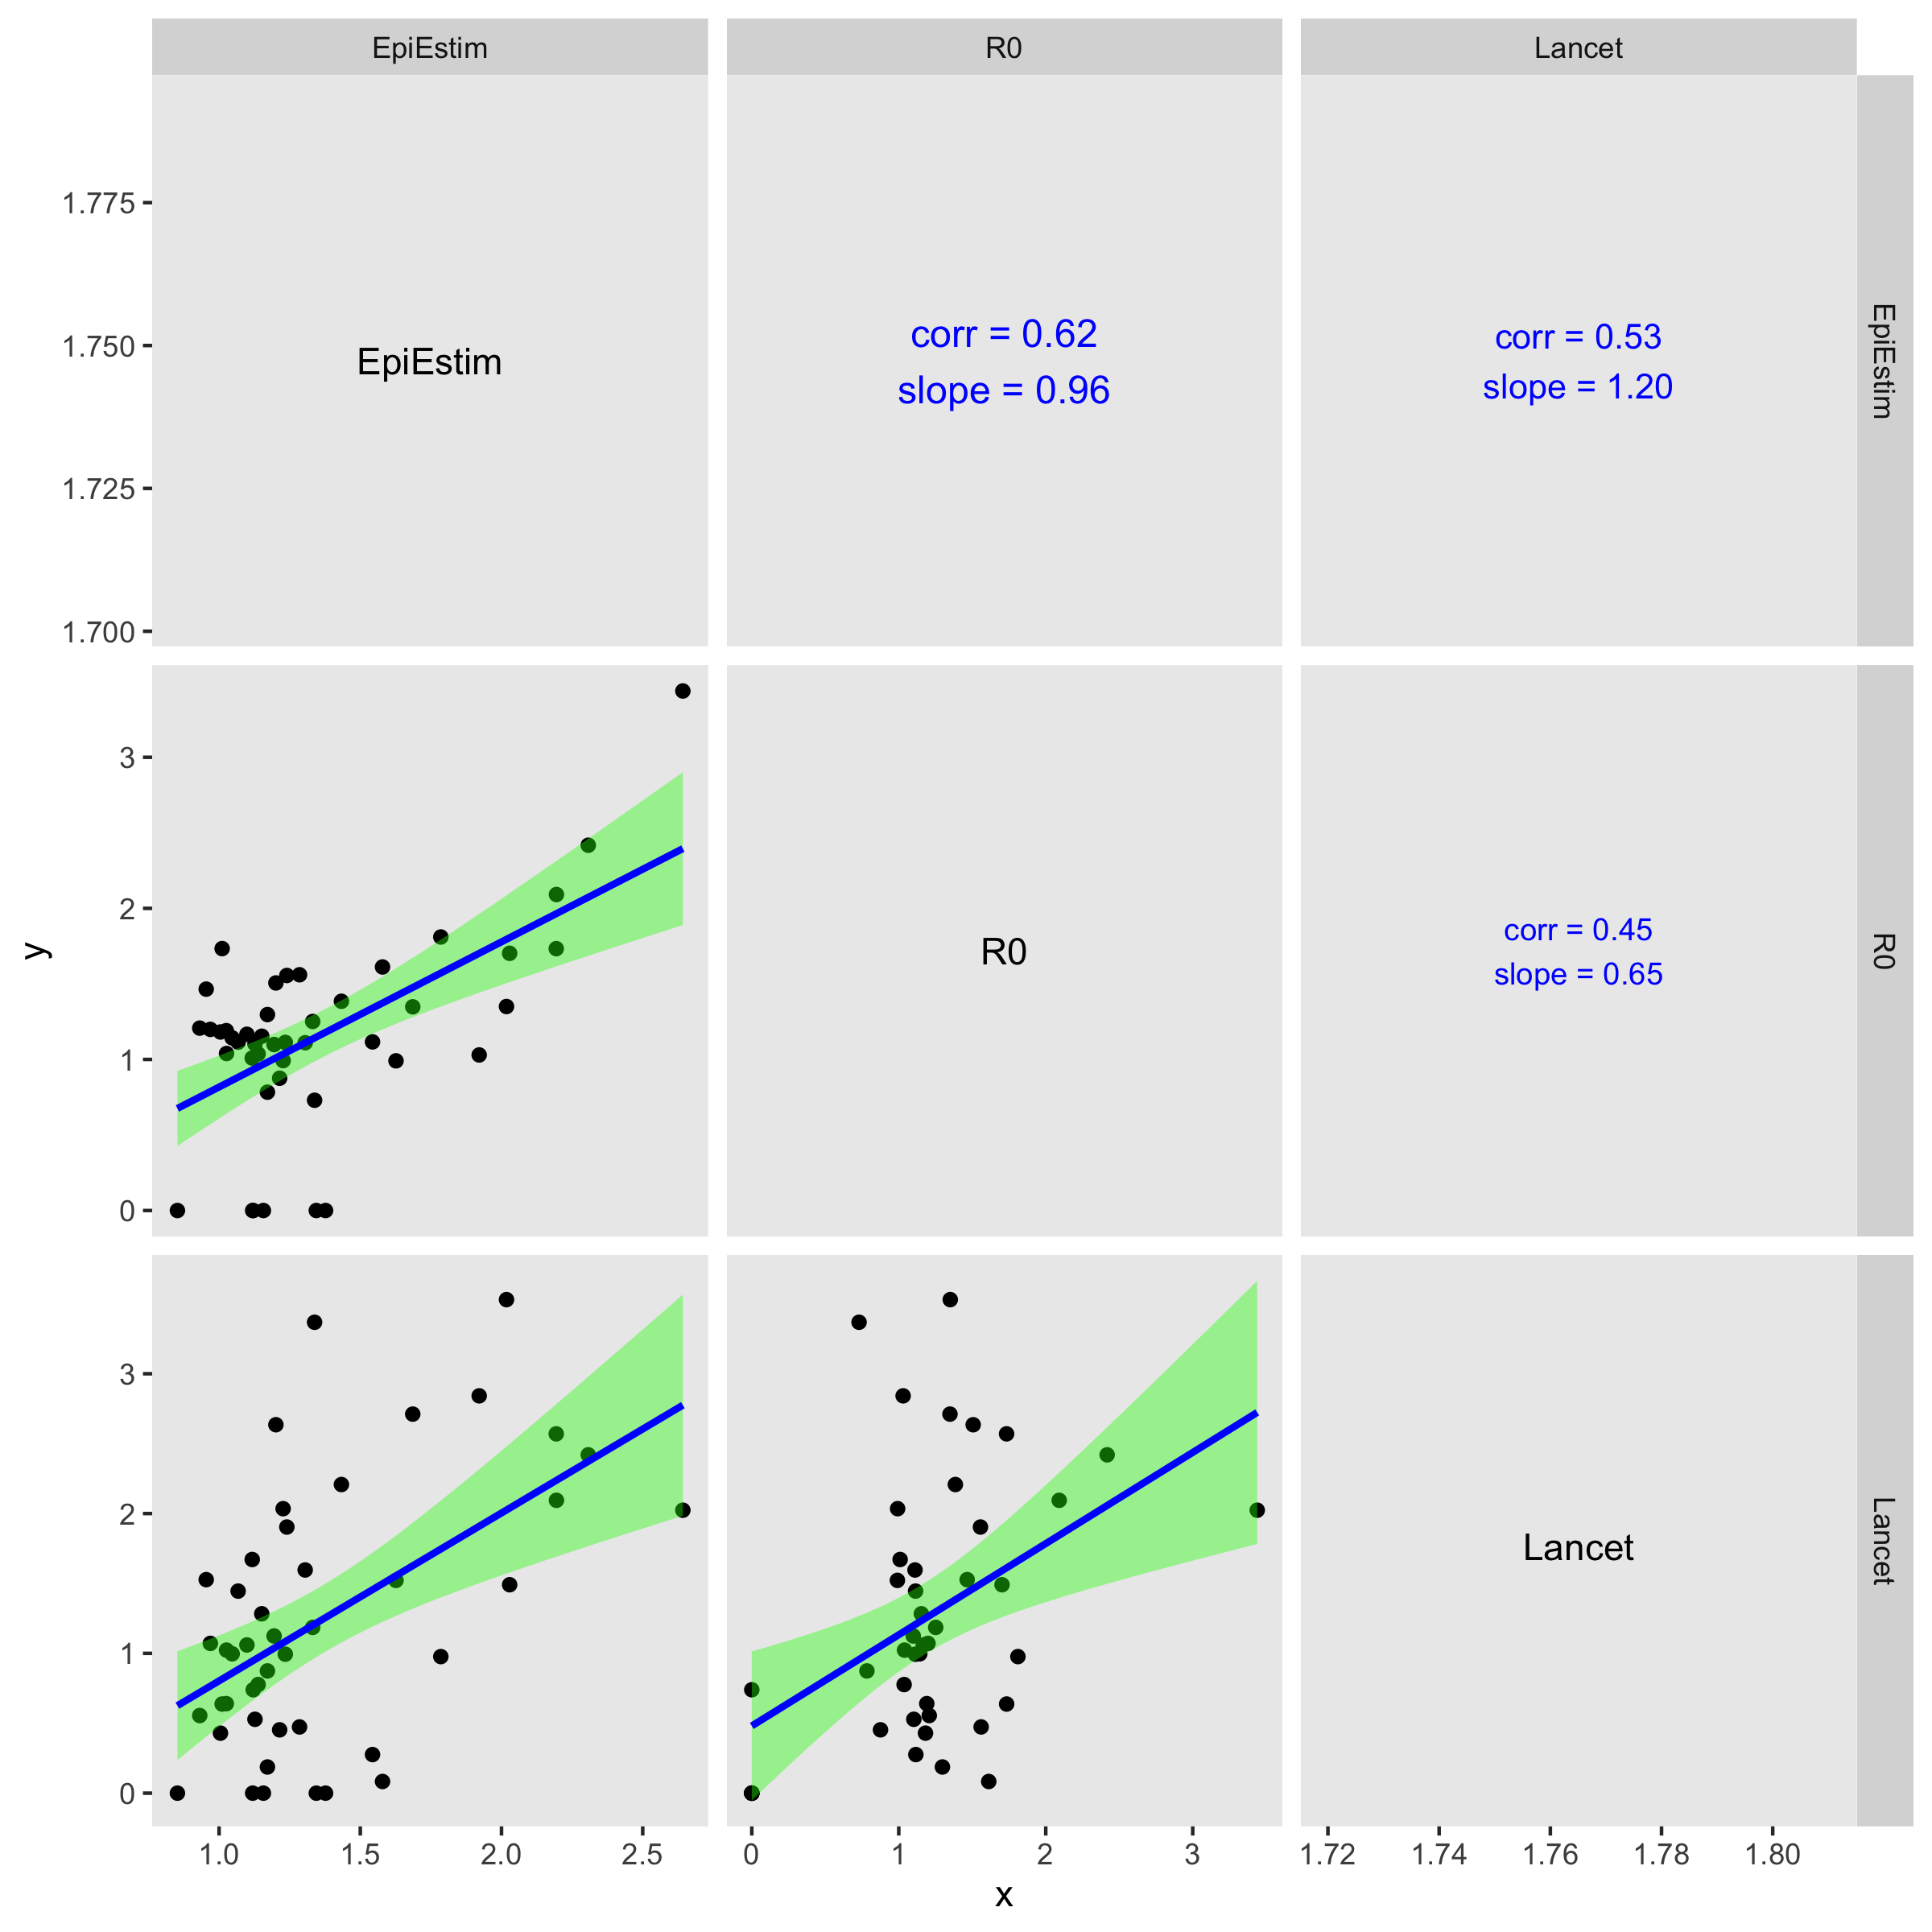 EpiEstim
R0
Lancet
1.775
1.750
1.725
1.700
EpiEstim
corr = 0.62
slope = 0.96
corr = 0.53
slope = 1.20
EpiEstim
y
3
2
1
0
R0
corr = 0.45
slope = 0.65
R0
3
2
1
0
Lancet
Lancet
1.0 1.5 2.0 2.5
0 1 2 3
1.72 1.74 1.76 1.78 1.80
x